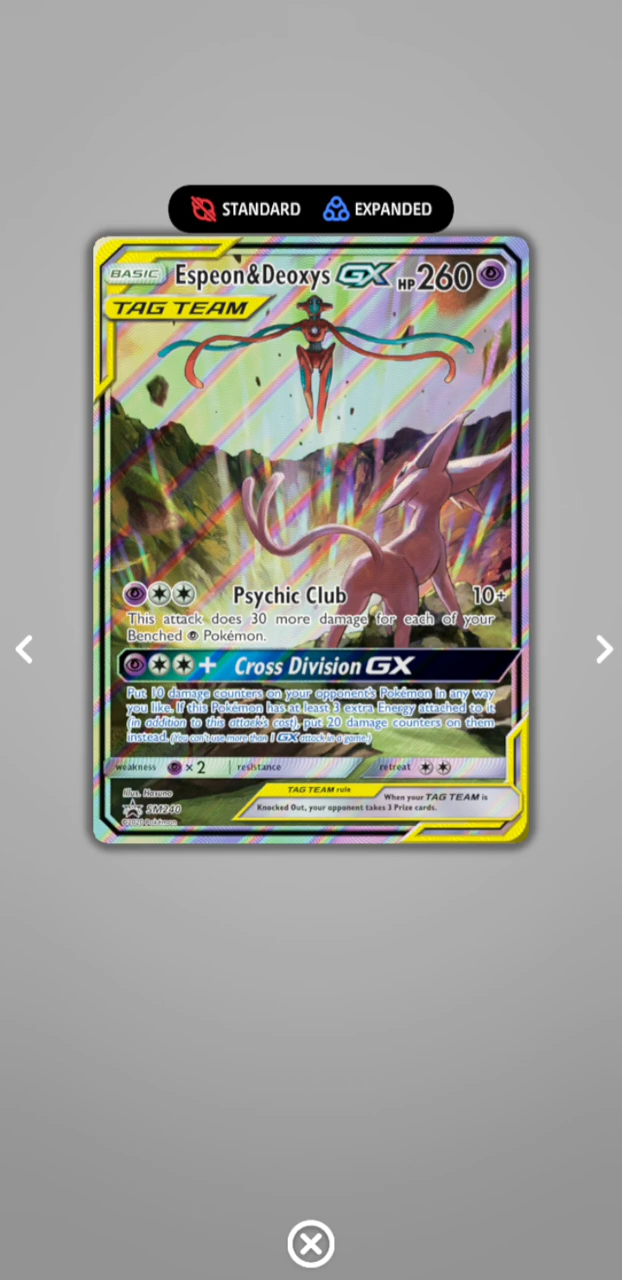 STANDARD EXPANDED
BASIC Espeon&Deoxys GX HP 260
TAG TEAM
Psychic Club 10+
This attack does 30 more damage for each of your
Benched Pokémon.
+ Cross Division GX
Put 10 damage counters on your opponent's Pokémon in any way
you like. If this Pokémon has at least 3 extra Energy attached to it
(in addition to this attack's cost), put 20 damage counters on them
instead. (You can't use more than 1 GX attack in a game.)
weakness ×2 resistance retreat
Illus. Hasuno
SM240
©2020 Pokémon
TAG TEAM rule
When your TAG TEAM is
Knocked Out, your opponent takes 3 Prize cards.